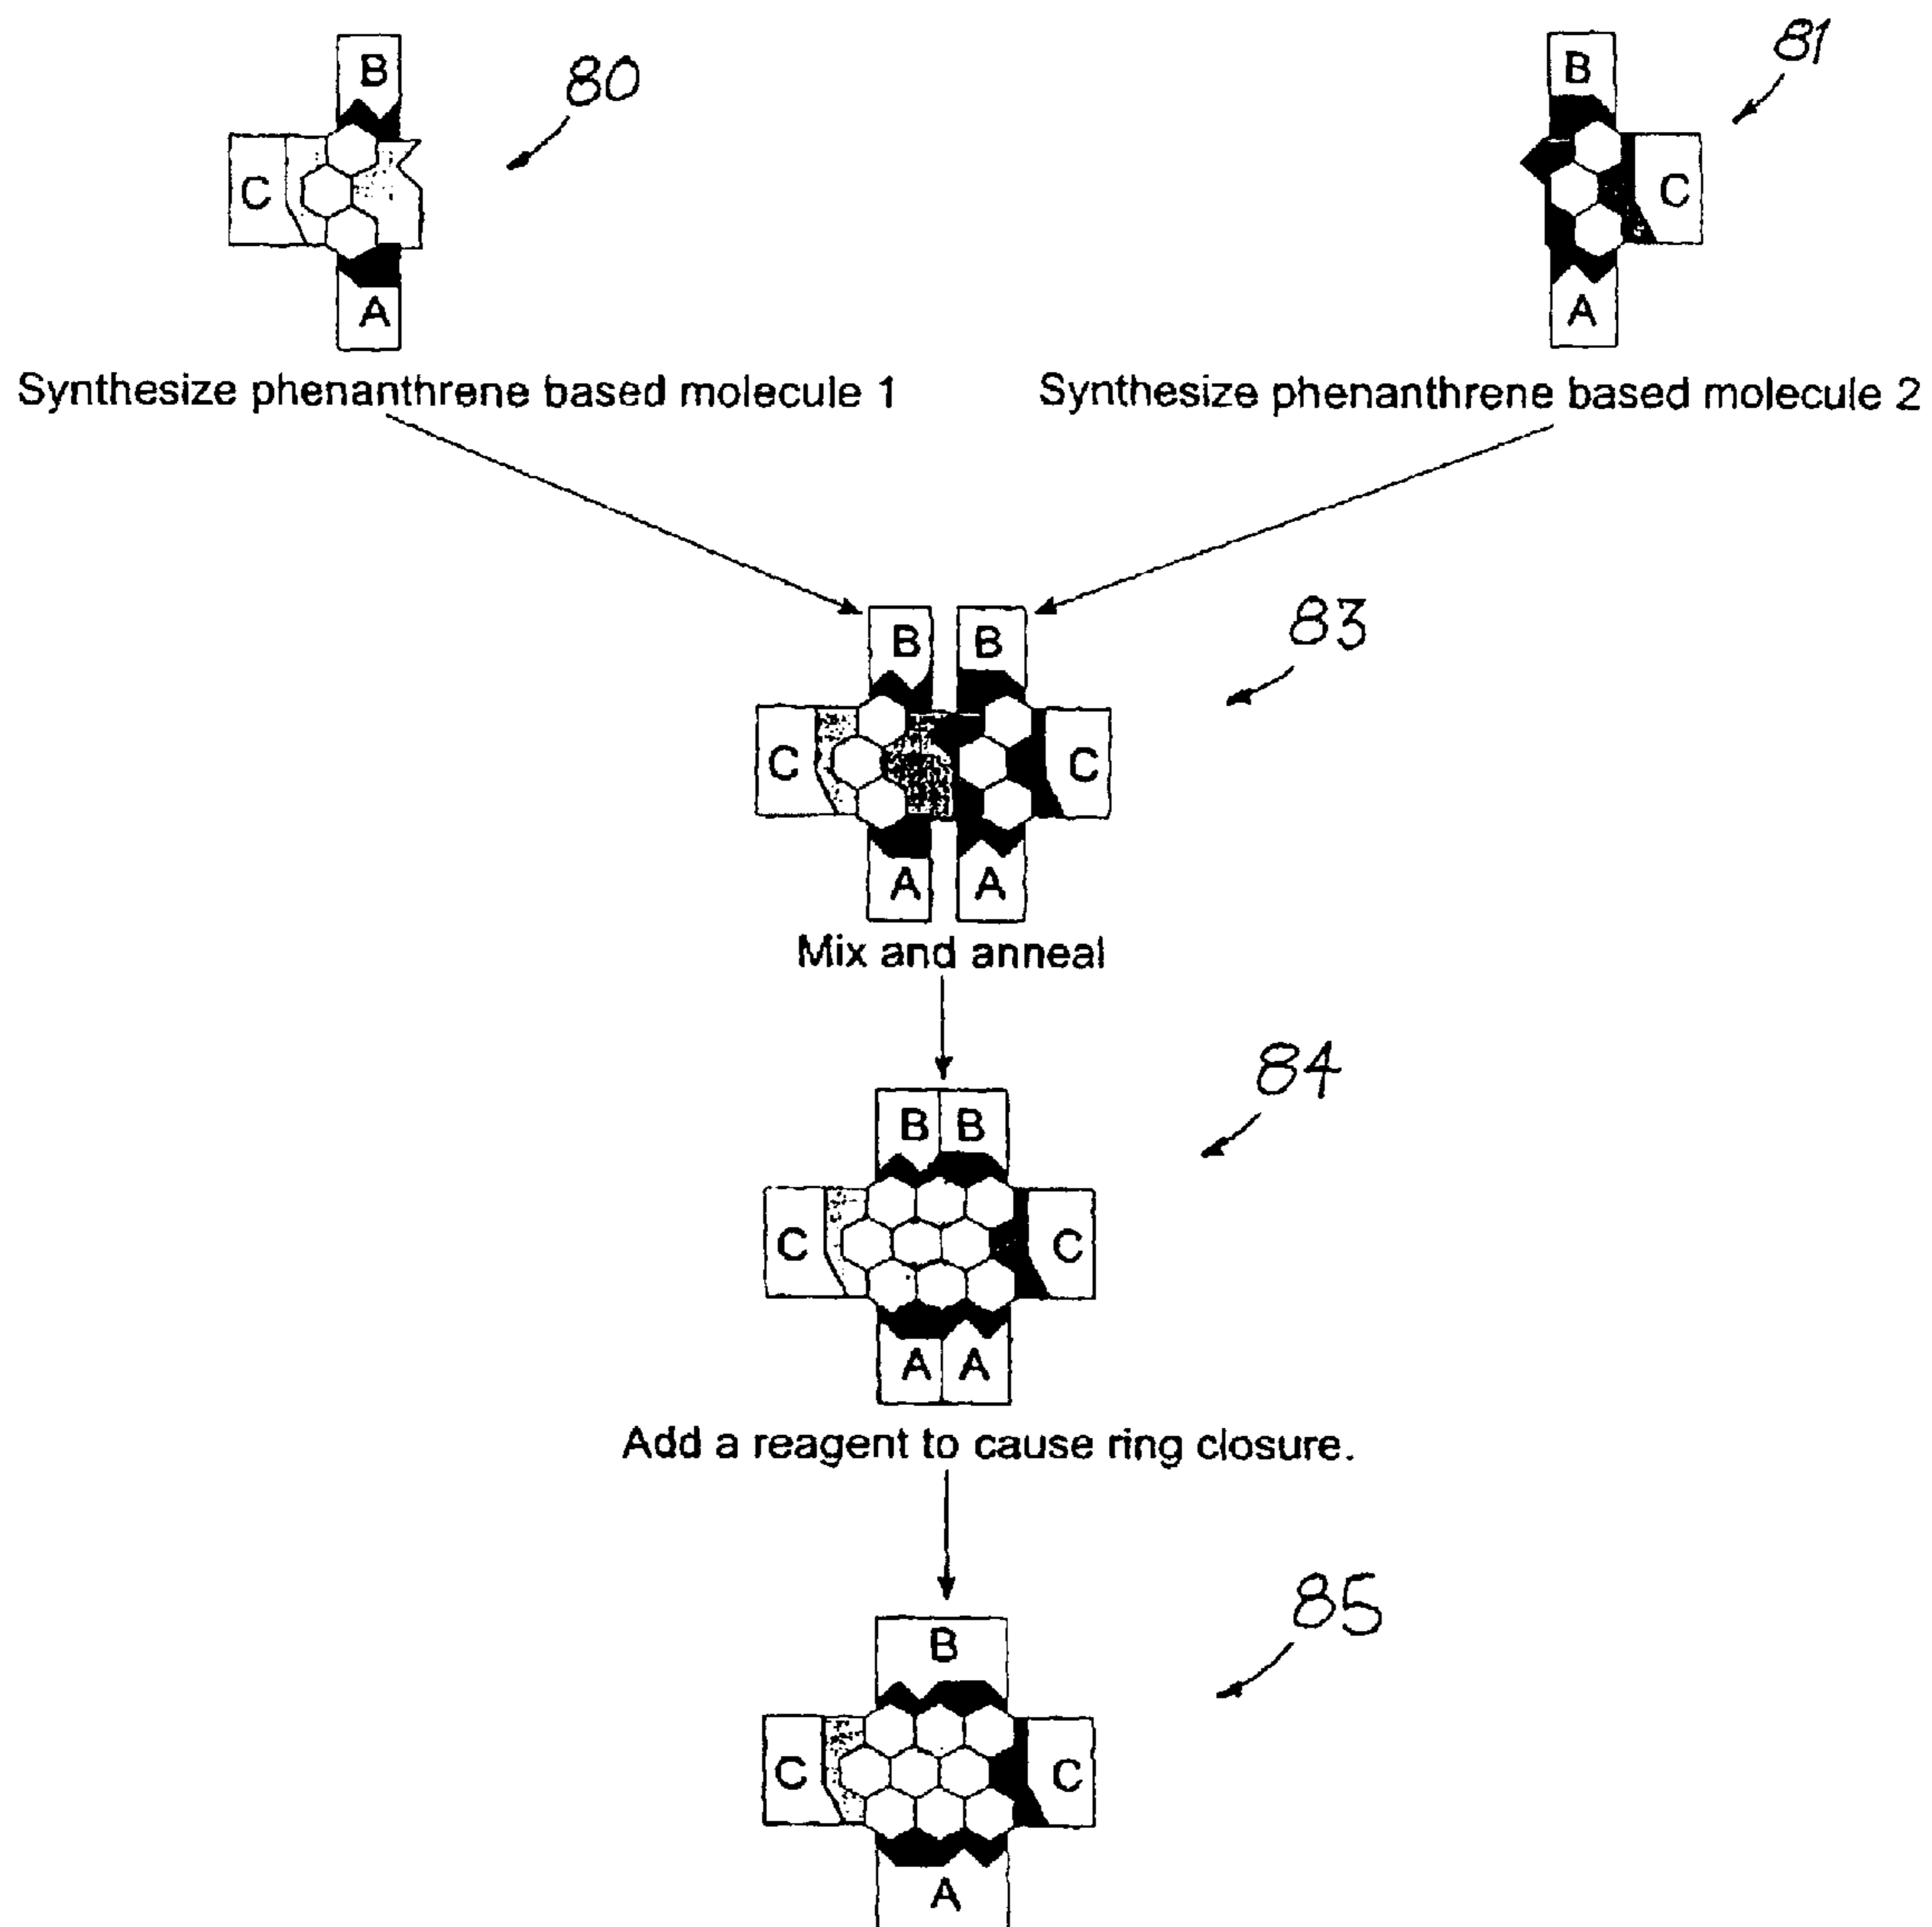 B
80
C
A
B
81
C
A
Synthesize phenanthrene based molecule 1
Synthesize phenanthrene based molecule 2
B B
83
C C
A A
Mix and anneal
B B
84
C C
A A
Add a reagent to cause ring closure.
B
85
C C
A